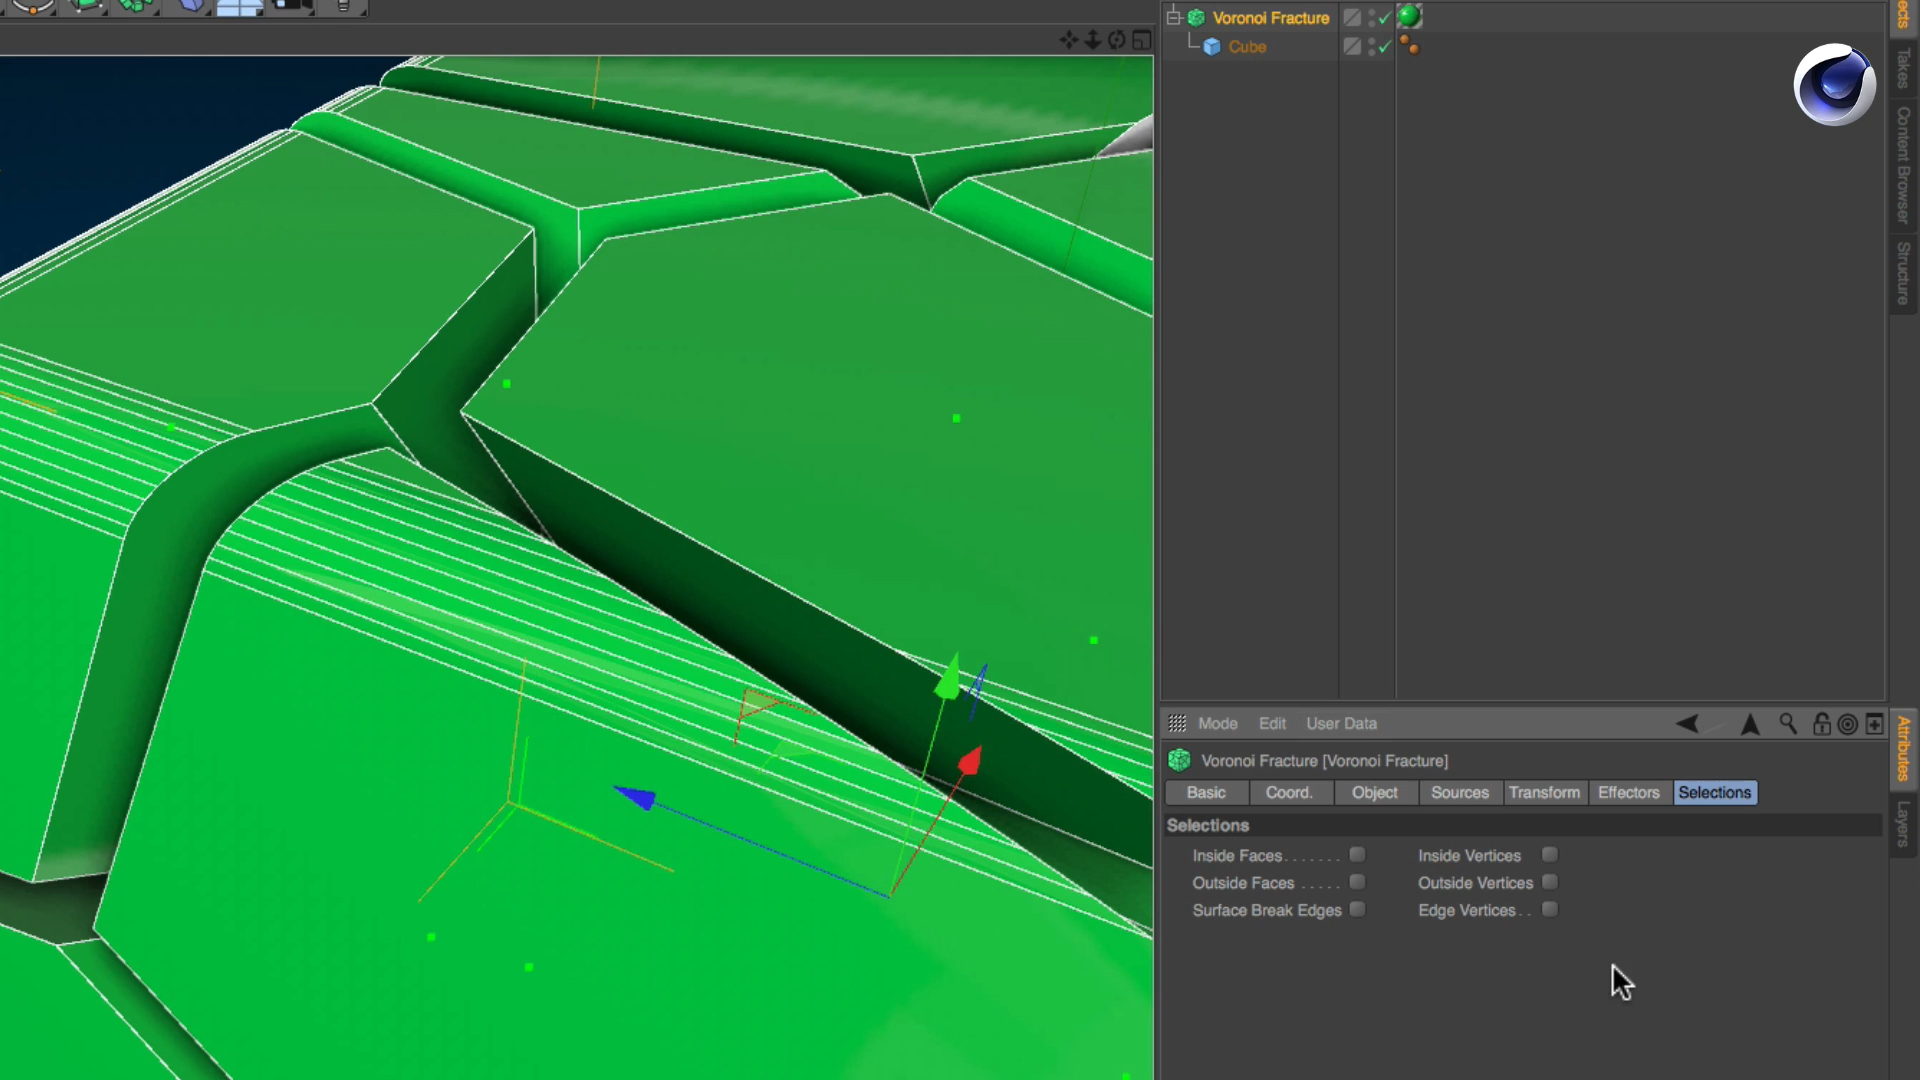 Voronoi Fracture
Cube
Takes
Content Browser
Structure
Mode Edit User Data
Voronoi Fracture [Voronoi Fracture]
Basic Coord. Object Sources Transform Effectors Selections
Selections
Inside Faces . . . . . . . Inside Vertices
Outside Faces . . . . . Outside Vertices
Surface Break Edges Edge Vertices . .
Attributes
Layers